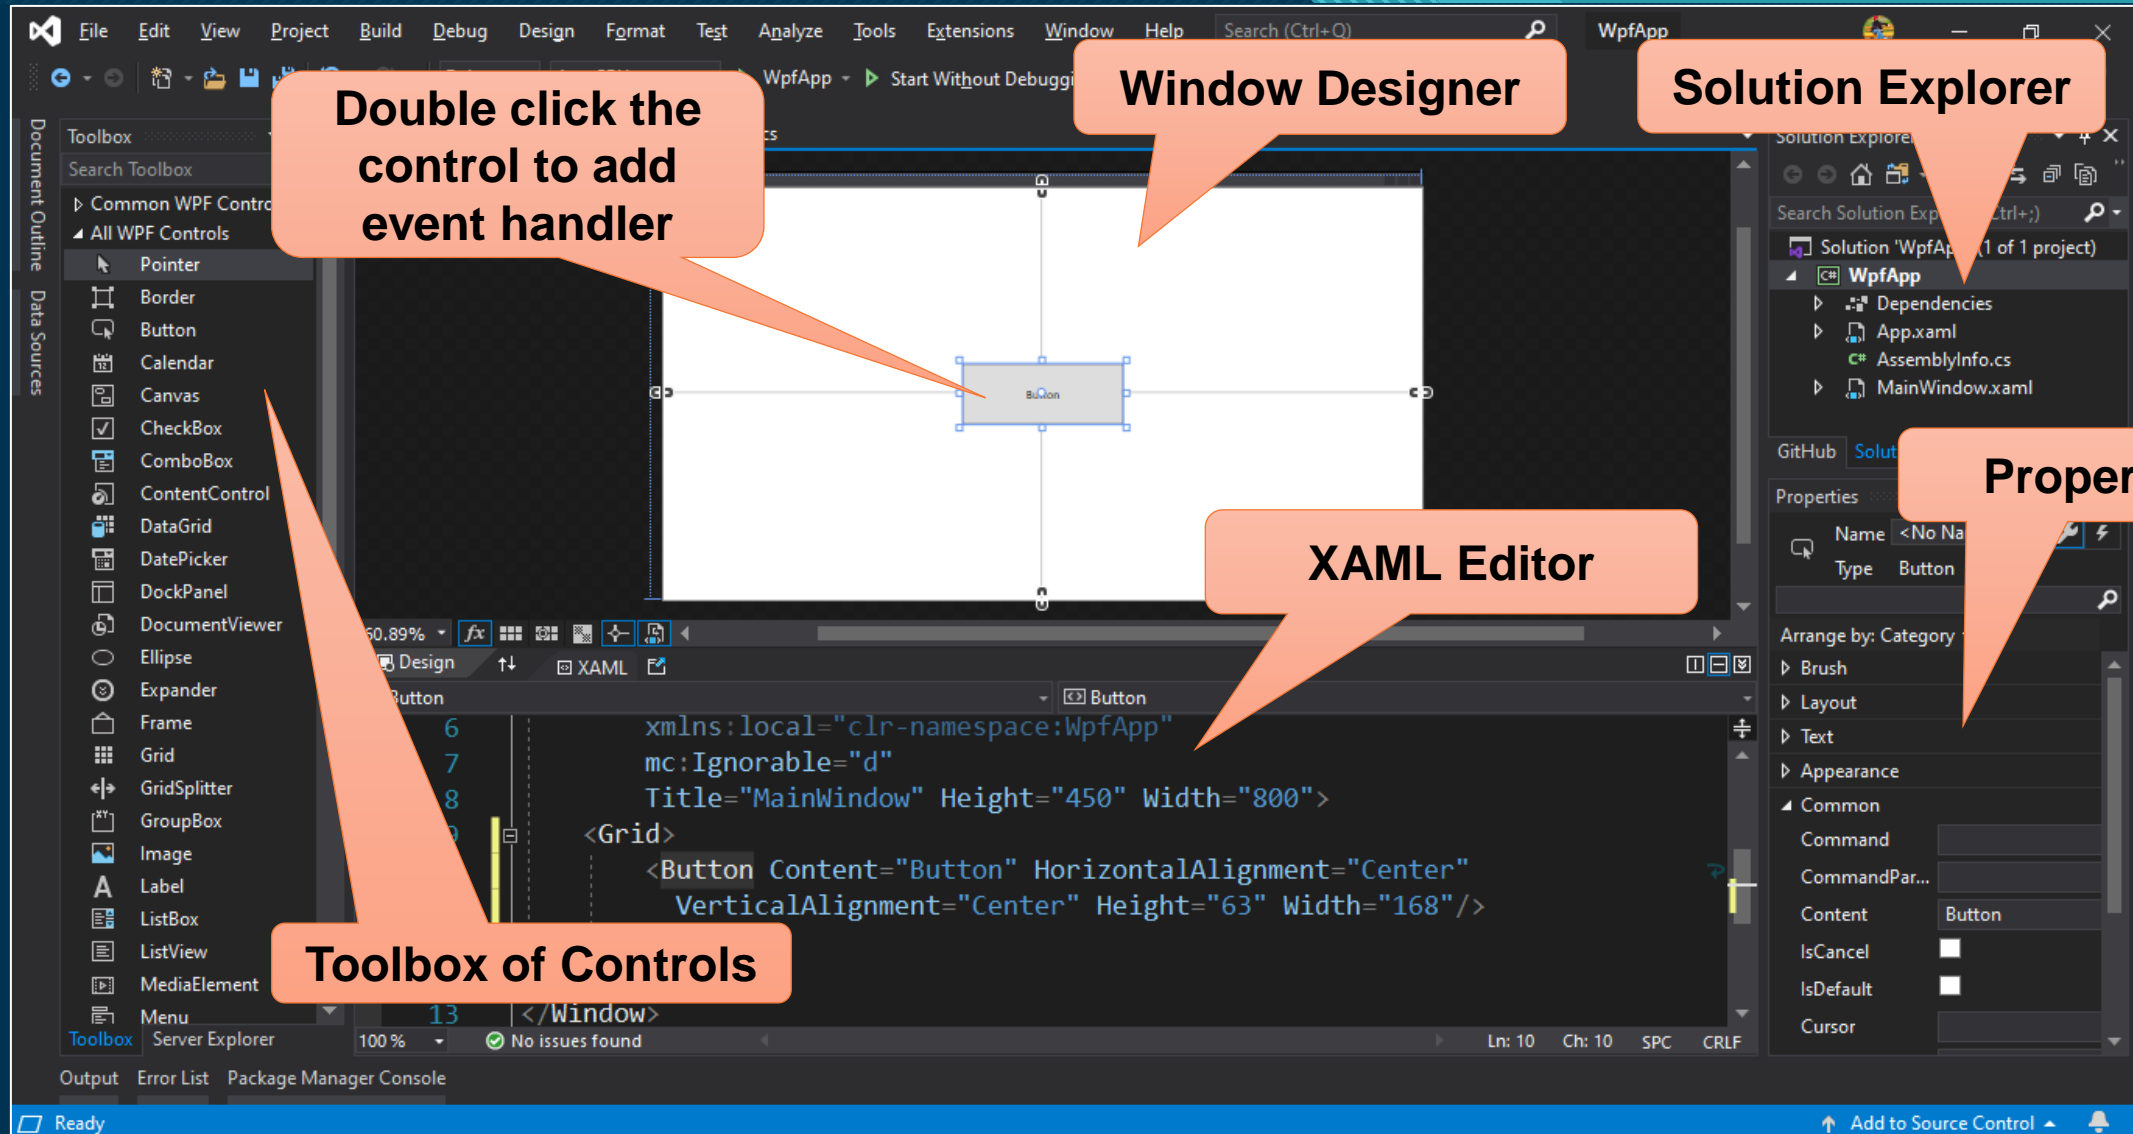 File Edit View Project Build Debug Design Format Test Analyze Tools Extensions Window Help Search (Ctrl+Q) WpfApp
WpfApp Start Without Debuggi
Double click the
control to add
event handler
Window Designer
Solution Explorer
Document Outline
Data Sources
Toolbox
Search Toolbox
Common WPF Contro
All WPF Controls
Pointer
Border
Button
Calendar
Canvas
CheckBox
ComboBox
ContentControl
DataGrid
DatePicker
DockPanel
DocumentViewer
Ellipse
Expander
Frame
Grid
GridSplitter
GroupBox
Image
Label
ListBox
ListView
MediaElement
Menu
Toolbox Server Explorer
Toolbox of Controls
cs
Button
XAML Editor
60.89% fx
Design XAML
Button Button
6 xmlns:local="clr-namespace:WpfApp"
7 mc:Ignorable="d"
8 Title="MainWindow" Height="450" Width="800">
9 <Grid>
<Button Content="Button" HorizontalAlignment="Center"
VerticalAlignment="Center" Height="63" Width="168"/>
13 </Window>
100 % No issues found Ln: 10 Ch: 10 SPC CRLF
Solution Explore
Search Solution Exp trl+;)
Solution 'WpfAp (1 of 1 project)
C# WpfApp
Dependencies
App.xaml
C# AssemblyInfo.cs
MainWindow.xaml
GitHub Solut
Proper
Properties
Name <No Na
Type Button
Arrange by: Category
Brush
Layout
Text
Appearance
Common
Command
CommandPar...
Content Button
IsCancel
IsDefault
Cursor
Output Error List Package Manager Console
Ready Add to Source Control